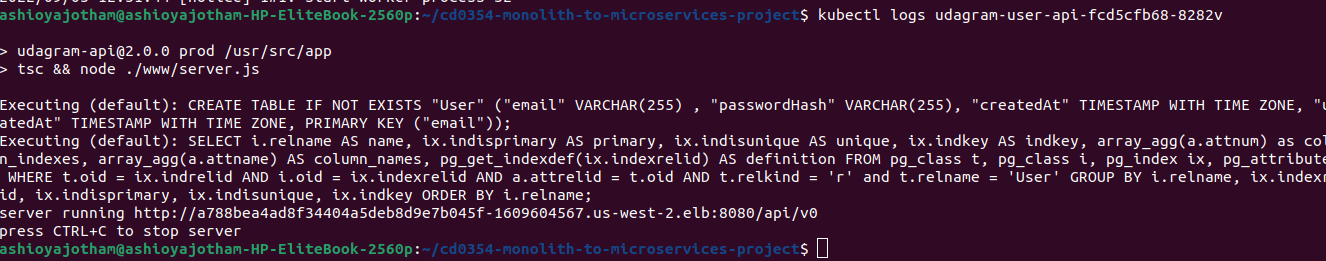 ashioyajotham@ashioyajotham-HP-EliteBook-2560p:~/cd0354-monolith-to-microservices-project$ kubectl logs udagram-user-api-fcd5cfb68-8282v
> udagram-api@2.0.0 prod /usr/src/app
> tsc && node ./www/server.js
Executing (default): CREATE TABLE IF NOT EXISTS "User" ("email" VARCHAR(255) , "passwordHash" VARCHAR(255), "createdAt" TIMESTAMP WITH TIME ZONE, "u
atedAt" TIMESTAMP WITH TIME ZONE, PRIMARY KEY ("email"));
Executing (default): SELECT i.relname AS name, ix.indisprimary AS primary, ix.indisunique AS unique, ix.indkey AS indkey, array_agg(a.attnum) as col
n_indexes, array_agg(a.attname) AS column_names, pg_get_indexdef(ix.indexrelid) AS definition FROM pg_class t, pg_class i, pg_index ix, pg_attribute
WHERE t.oid = ix.indrelid AND i.oid = ix.indexrelid AND a.attrelid = t.oid AND t.relkind = 'r' and t.relname = 'User' GROUP BY i.relname, ix.indexr
id, ix.indisprimary, ix.indisunique, ix.indkey ORDER BY i.relname;
server running http://a788bea4ad8f34404a5deb8d9e7b045f-1609604567.us-west-2.elb:8080/api/v0
press CTRL+C to stop server
ashioyajotham@ashioyajotham-HP-EliteBook-2560p:~/cd0354-monolith-to-microservices-project$